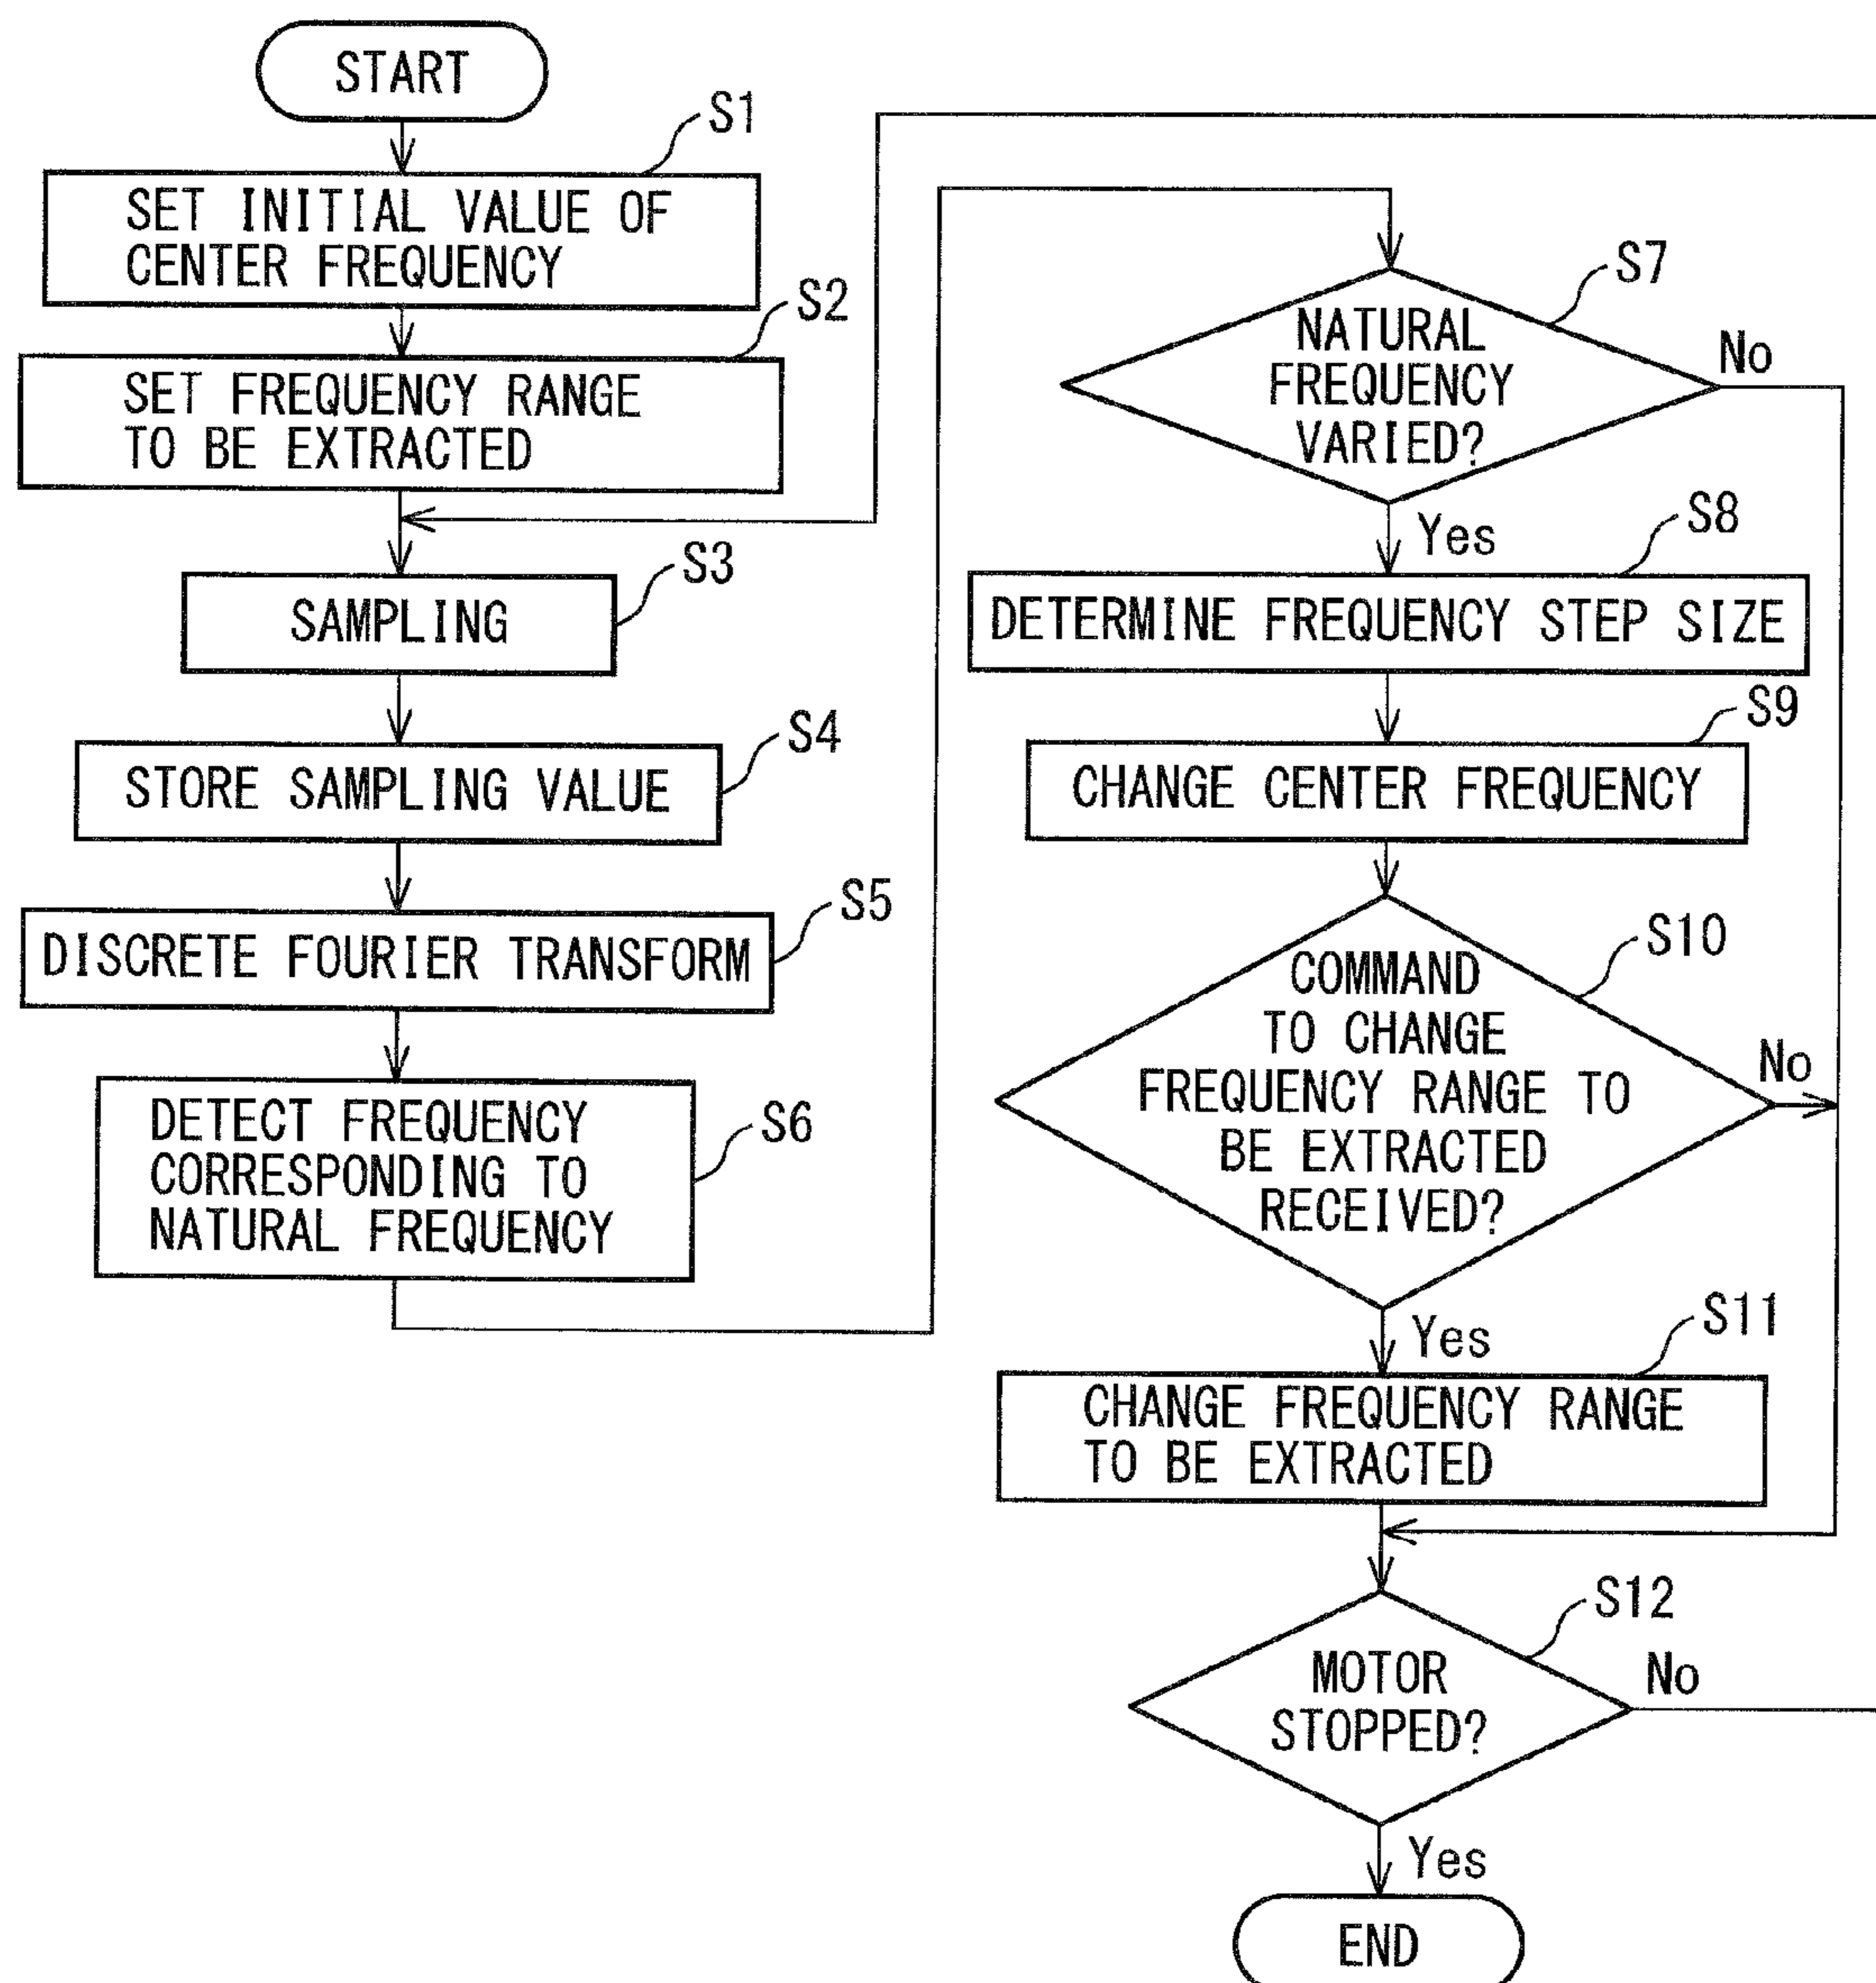 START
S1
SET INITIAL VALUE OF
CENTER FREQUENCY
S2
SET FREQUENCY RANGE
TO BE EXTRACTED
S3
SAMPLING
S4
STORE SAMPLING VALUE
S5
DISCRETE FOURIER TRANSFORM
S6
DETECT FREQUENCY
CORRESPONDING TO
NATURAL FREQUENCY
S7
NATURAL
FREQUENCY
VARIED?
No
Yes
S8
DETERMINE FREQUENCY STEP SIZE
S9
CHANGE CENTER FREQUENCY
S10
COMMAND
TO CHANGE
FREQUENCY RANGE TO
BE EXTRACTED
RECEIVED?
No
Yes
S11
CHANGE FREQUENCY RANGE
TO BE EXTRACTED
S12
MOTOR
STOPPED?
No
Yes
END